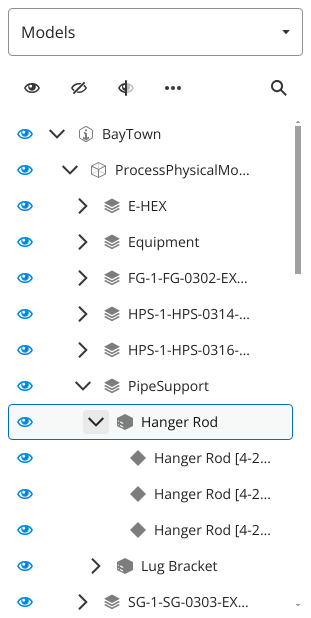 Models
BayTown
ProcessPhysicalMo...
E-HEX
Equipment
FG-1-FG-0302-EX...
HPS-1-HPS-0314-...
HPS-1-HPS-0316-...
PipeSupport
Hanger Rod
Hanger Rod [4-2...
Hanger Rod [4-2...
Hanger Rod [4-2...
Lug Bracket
SG-1-SG-0303-EX...